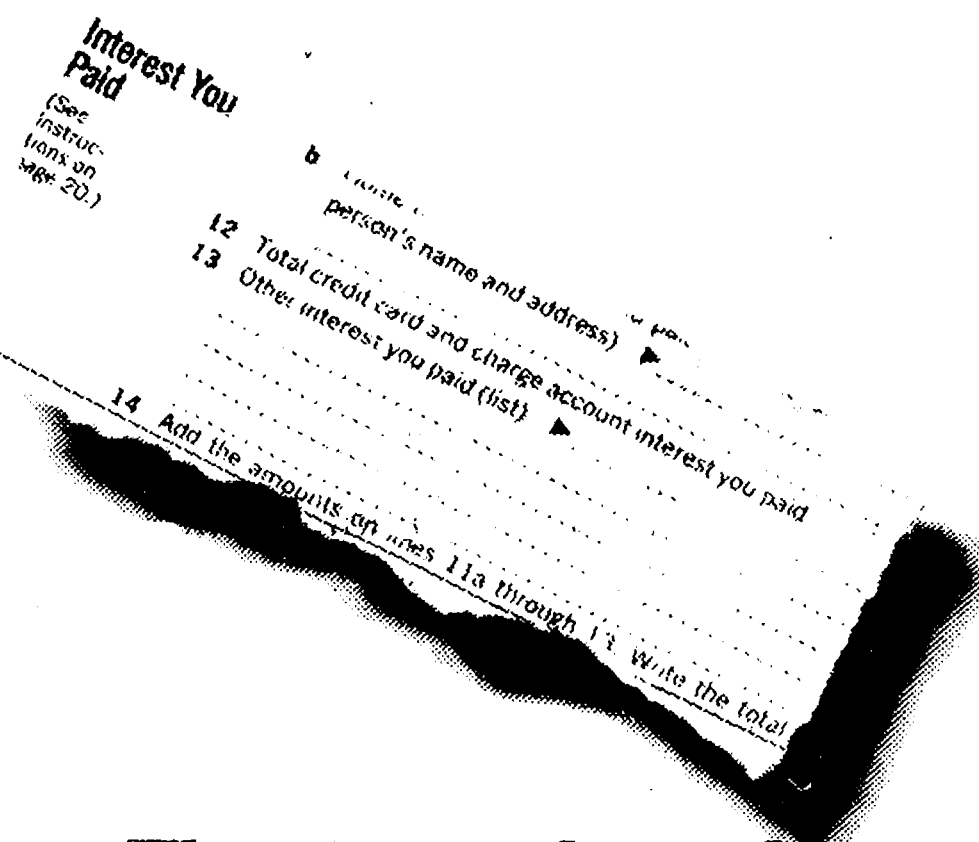 Interest You
Paid
(See
instruc-
tions on
page 20.)
b
person's name and address)
12 Total credit card and charge account interest you paid
13 Other interest you paid (list)
14 Add the amounts on lines 11a through 13. Write the total